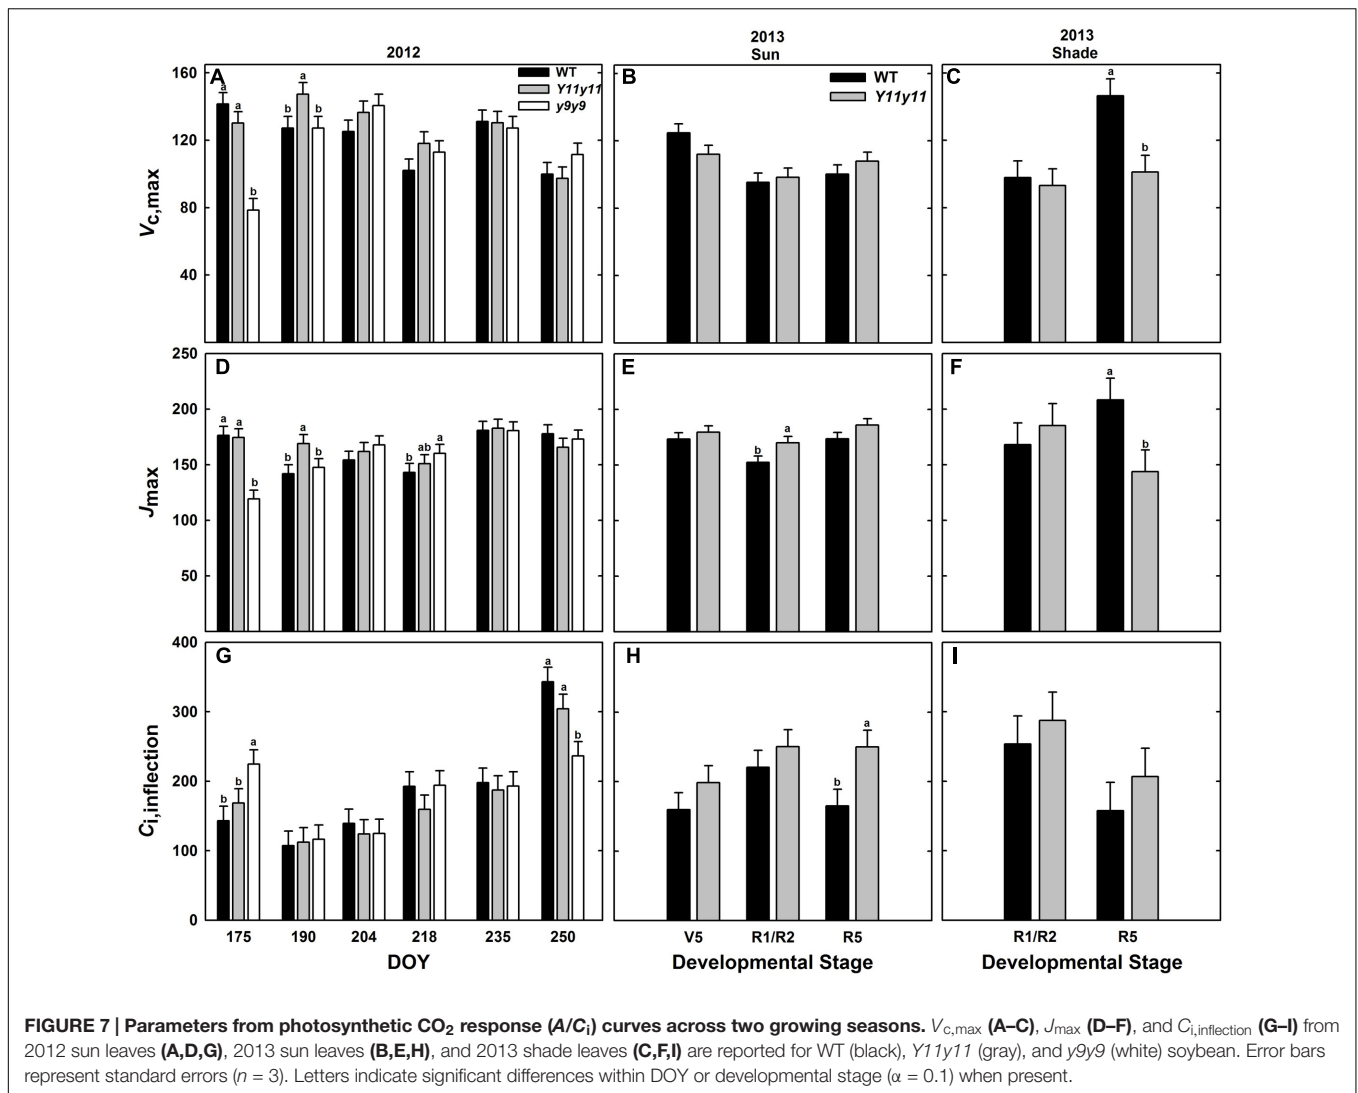 2012
2013
Sun
2013
Shade
A
WT
Y11y11
y9y9
B
WT
Y11y11
C
160
120
80
40
Vc,max
a a b
b a b
a b
D
E
F
250
200
150
100
50
Jmax
a a b
b a b
b ab a
b a
a b
G
H
I
400
300
200
100
0
Ci,inflection
b b a
a a b
b a
175 190 204 218 235 250
V5 R1/R2 R5
R1/R2 R5
DOY
Developmental Stage
Developmental Stage
FIGURE 7 | Parameters from photosynthetic CO2 response (A/Ci) curves across two growing seasons. Vc,max (A–C), Jmax (D–F), and Ci,inflection (G–I) from
2012 sun leaves (A,D,G), 2013 sun leaves (B,E,H), and 2013 shade leaves (C,F,I) are reported for WT (black), Y11y11 (gray), and y9y9 (white) soybean. Error bars
represent standard errors (n = 3). Letters indicate significant differences within DOY or developmental stage (α = 0.1) when present.